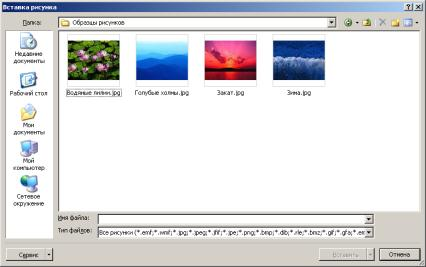 Вставка рисунка
Папка: Образцы рисунков
Недавние документы
Рабочий стол
Мои документы
Мой компьютер
Сетевое окружение
Водяные лилии.jpg Голубые холмы.jpg Закат.jpg Зима.jpg
Имя файла:
Тип файлов: Все рисунки (*.emf;*.wmf;*.jpg;*.jpeg;*.jfif;*.jpe;*.png;*.bmp;*.dib;*.rle;*.bmz;*.gif;*.gfa;*.em
Сервис Вставить Отмена